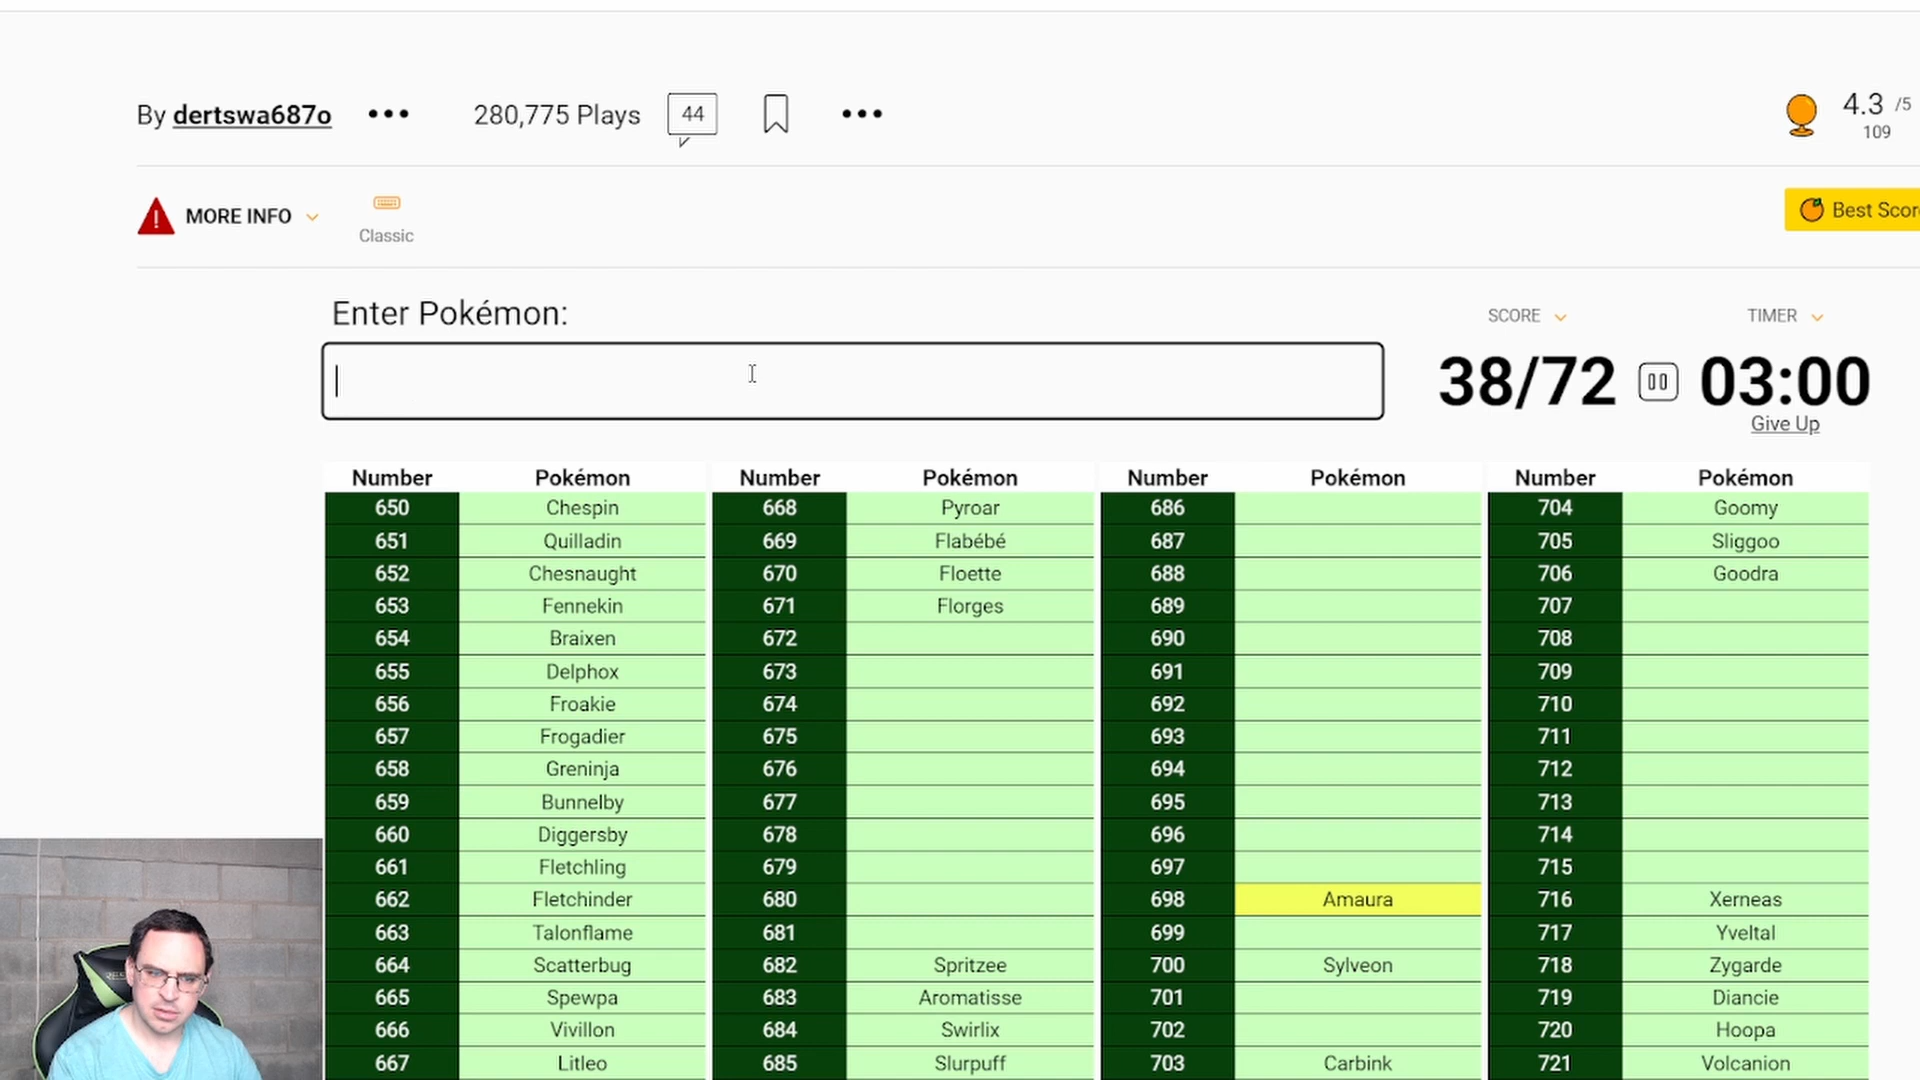 By dertswa687o ••• 280,775 Plays 44 •••
4.3 /5
109
MORE INFO
Classic
Best Scor
Enter Pokémon:
SCORE
TIMER
38/72
03:00
Give Up
Number Pokémon Number Pokémon Number Pokémon Number Pokémon
650 Chespin 668 Pyroar 686 704 Goomy
651 Quilladin 669 Flabébé 687 705 Sliggoo
652 Chesnaught 670 Floette 688 706 Goodra
653 Fennekin 671 Florges 689 707
654 Braixen 672 690 708
655 Delphox 673 691 709
656 Froakie 674 692 710
657 Frogadier 675 693 711
658 Greninja 676 694 712
659 Bunnelby 677 695 713
660 Diggersby 678 696 714
661 Fletchling 679 697 715
662 Fletchinder 680 698 Amaura 716 Xerneas
663 Talonflame 681 699 717 Yveltal
664 Scatterbug 682 Spritzee 700 Sylveon 718 Zygarde
665 Spewpa 683 Aromatisse 701 719 Diancie
666 Vivillon 684 Swirlix 702 720 Hoopa
667 Litleo 685 Slurpuff 703 Carbink 721 Volcanion